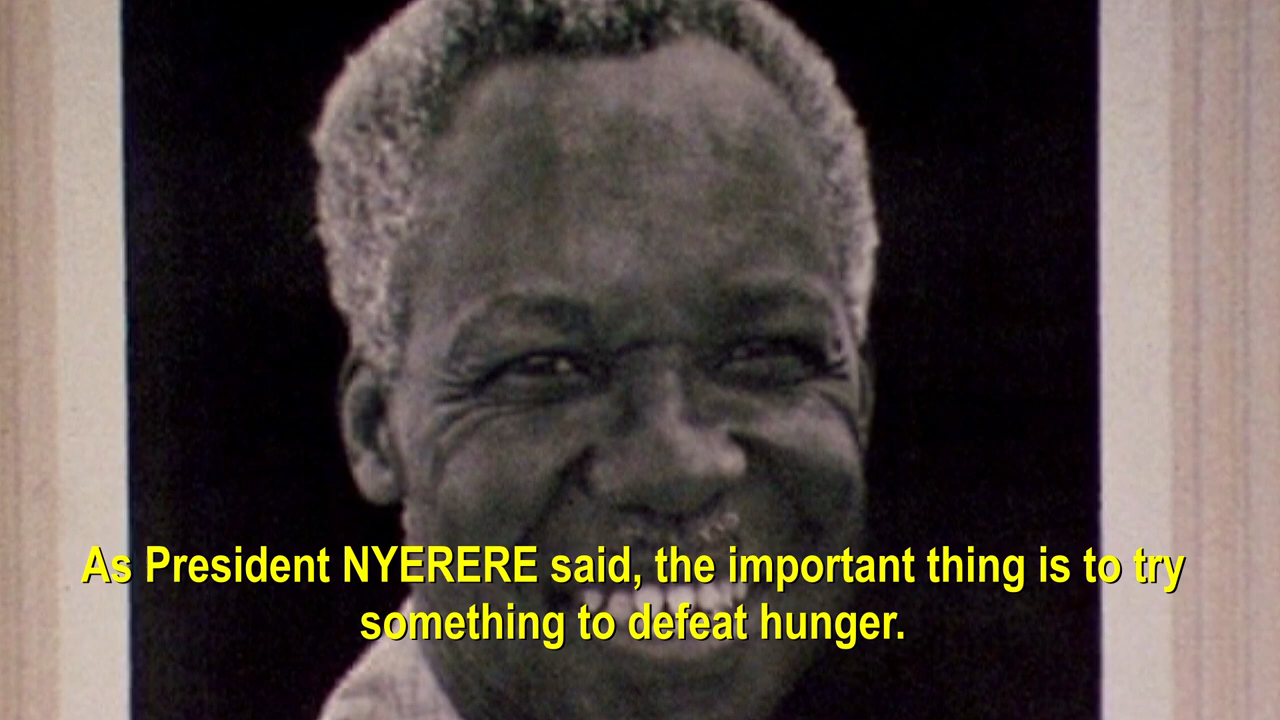 As President NYERERE said, the important thing is to try
something to defeat hunger.